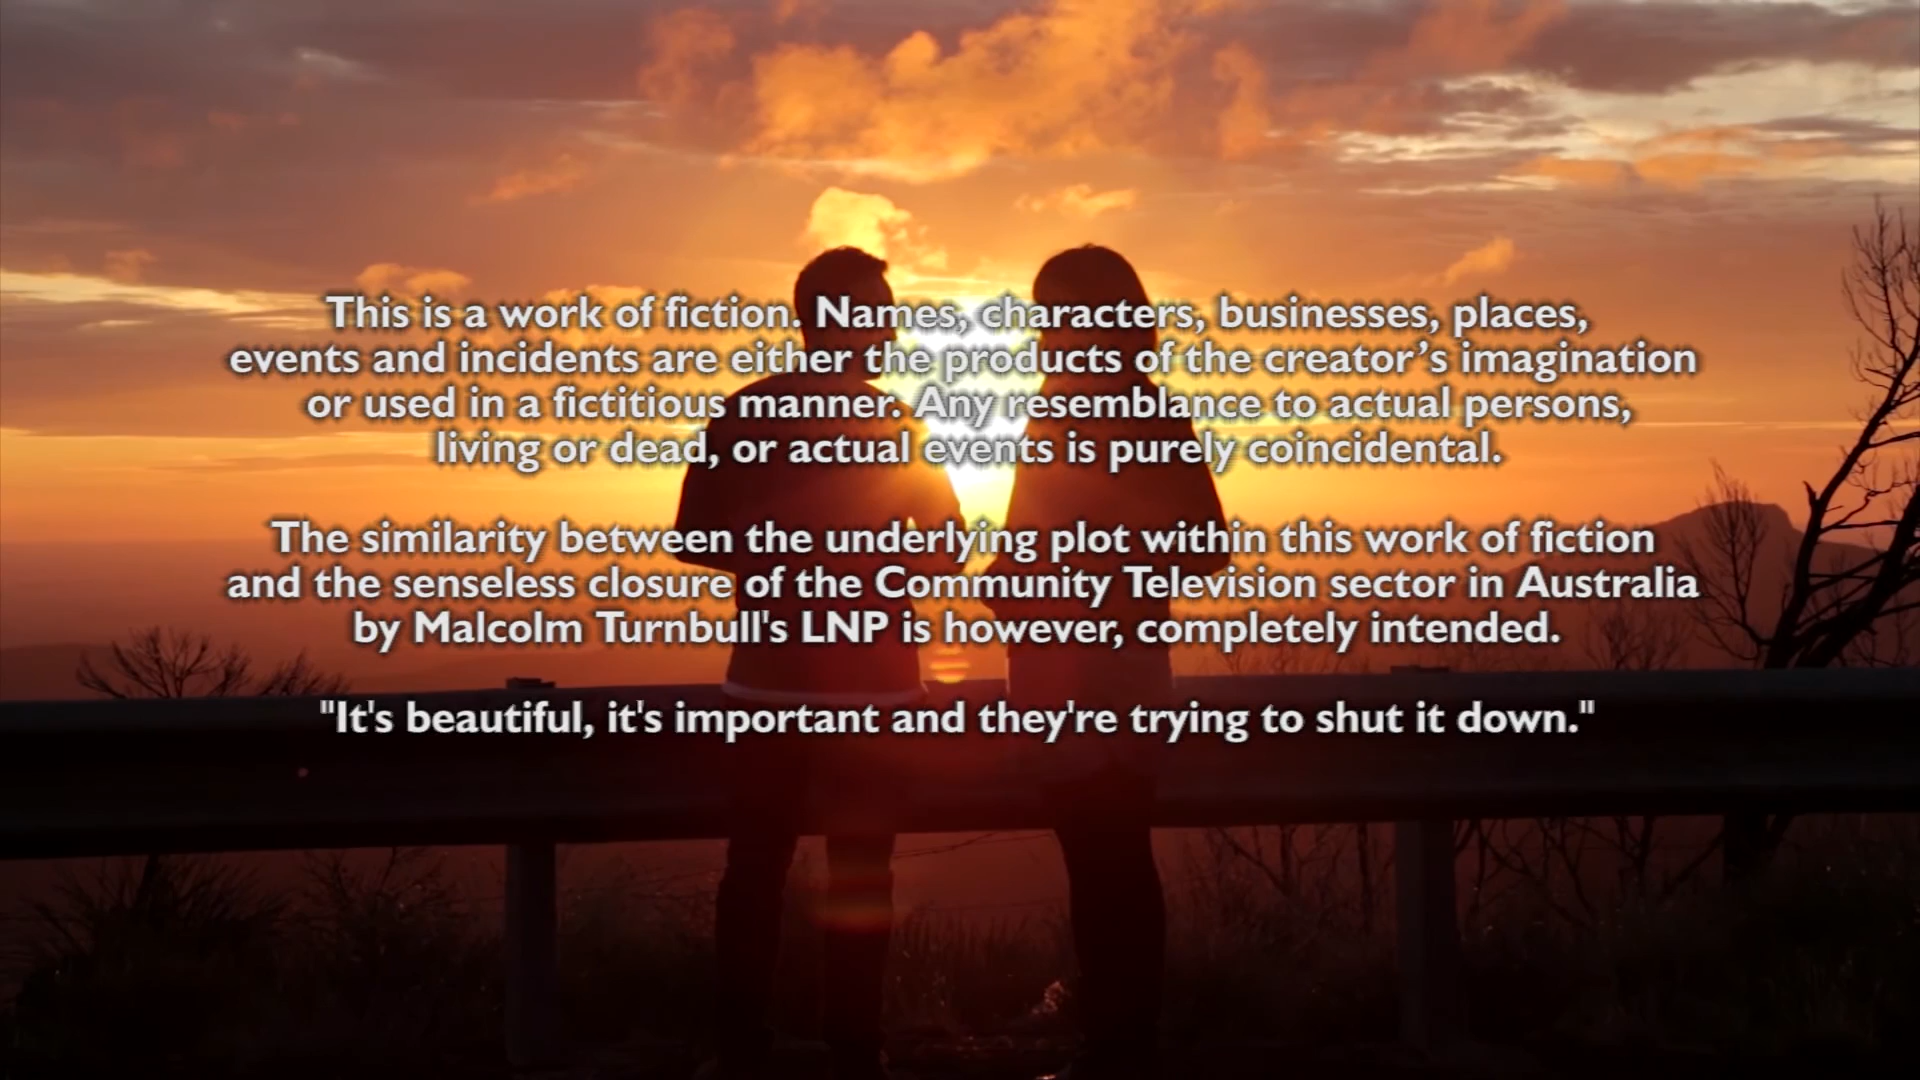 This is a work of fiction. Names, characters, businesses, places,
events and incidents are either the products of the creator’s imagination
or used in a fictitious manner. Any resemblance to actual persons,
living or dead, or actual events is purely coincidental.
The similarity between the underlying plot within this work of fiction
and the senseless closure of the Community Television sector in Australia
by Malcolm Turnbull's LNP is however, completely intended.
"It's beautiful, it's important and they're trying to shut it down."